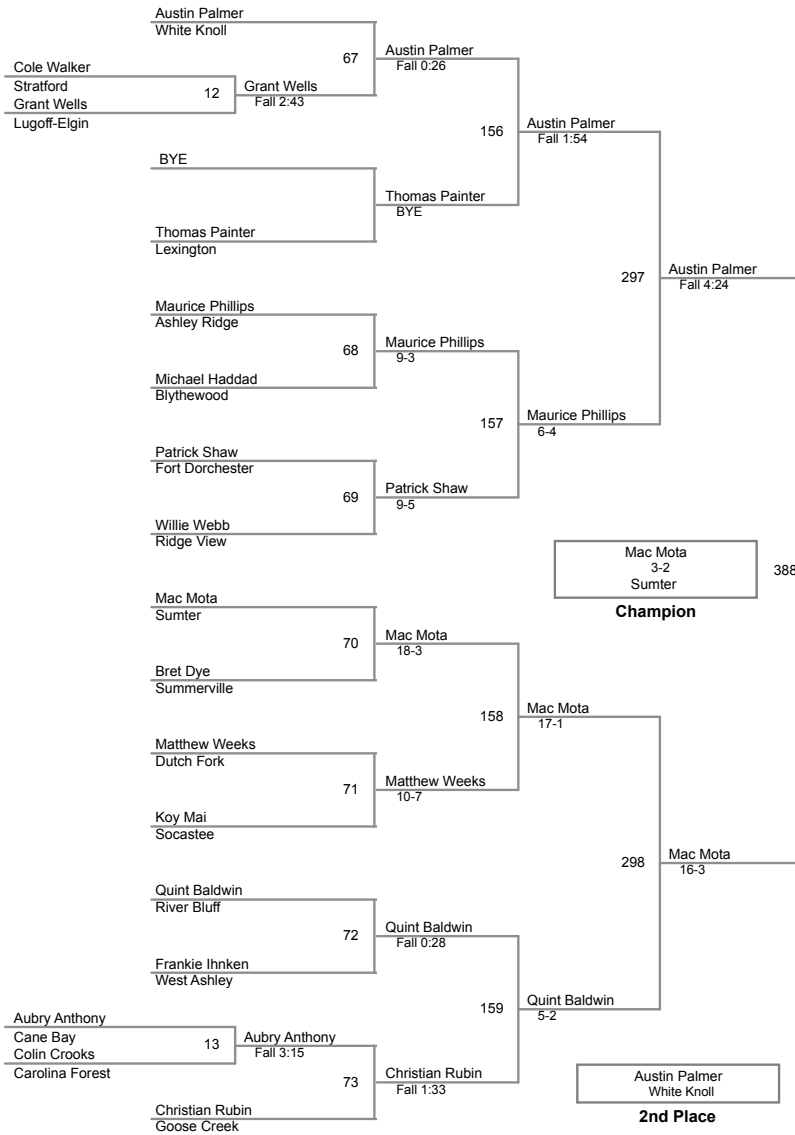 Austin Palmer
White Knoll
67
Austin Palmer
Fall 0:26
Cole Walker
Stratford
12
Grant Wells
Fall 2:43
Grant Wells
Lugoff-Elgin
156
Austin Palmer
Fall 1:54
BYE
Thomas Painter
BYE
Thomas Painter
Lexington
297
Austin Palmer
Fall 4:24
Maurice Phillips
Ashley Ridge
68
Maurice Phillips
9-3
Michael Haddad
Blythewood
157
Maurice Phillips
6-4
Patrick Shaw
Fort Dorchester
69
Patrick Shaw
9-5
Willie Webb
Ridge View
Mac Mota
3-2
Sumter
388
Champion
Mac Mota
Sumter
70
Mac Mota
18-3
Bret Dye
Summerville
158
Mac Mota
17-1
Matthew Weeks
Dutch Fork
71
Matthew Weeks
10-7
Koy Mai
Socastee
298
Mac Mota
16-3
Quint Baldwin
River Bluff
72
Quint Baldwin
Fall 0:28
Frankie Ihnken
West Ashley
159
Quint Baldwin
5-2
Aubry Anthony
Cane Bay
13
Aubry Anthony
Fall 3:15
Colin Crooks
Carolina Forest
73
Christian Rubin
Fall 1:33
Christian Rubin
Goose Creek
Austin Palmer
White Knoll
2nd Place